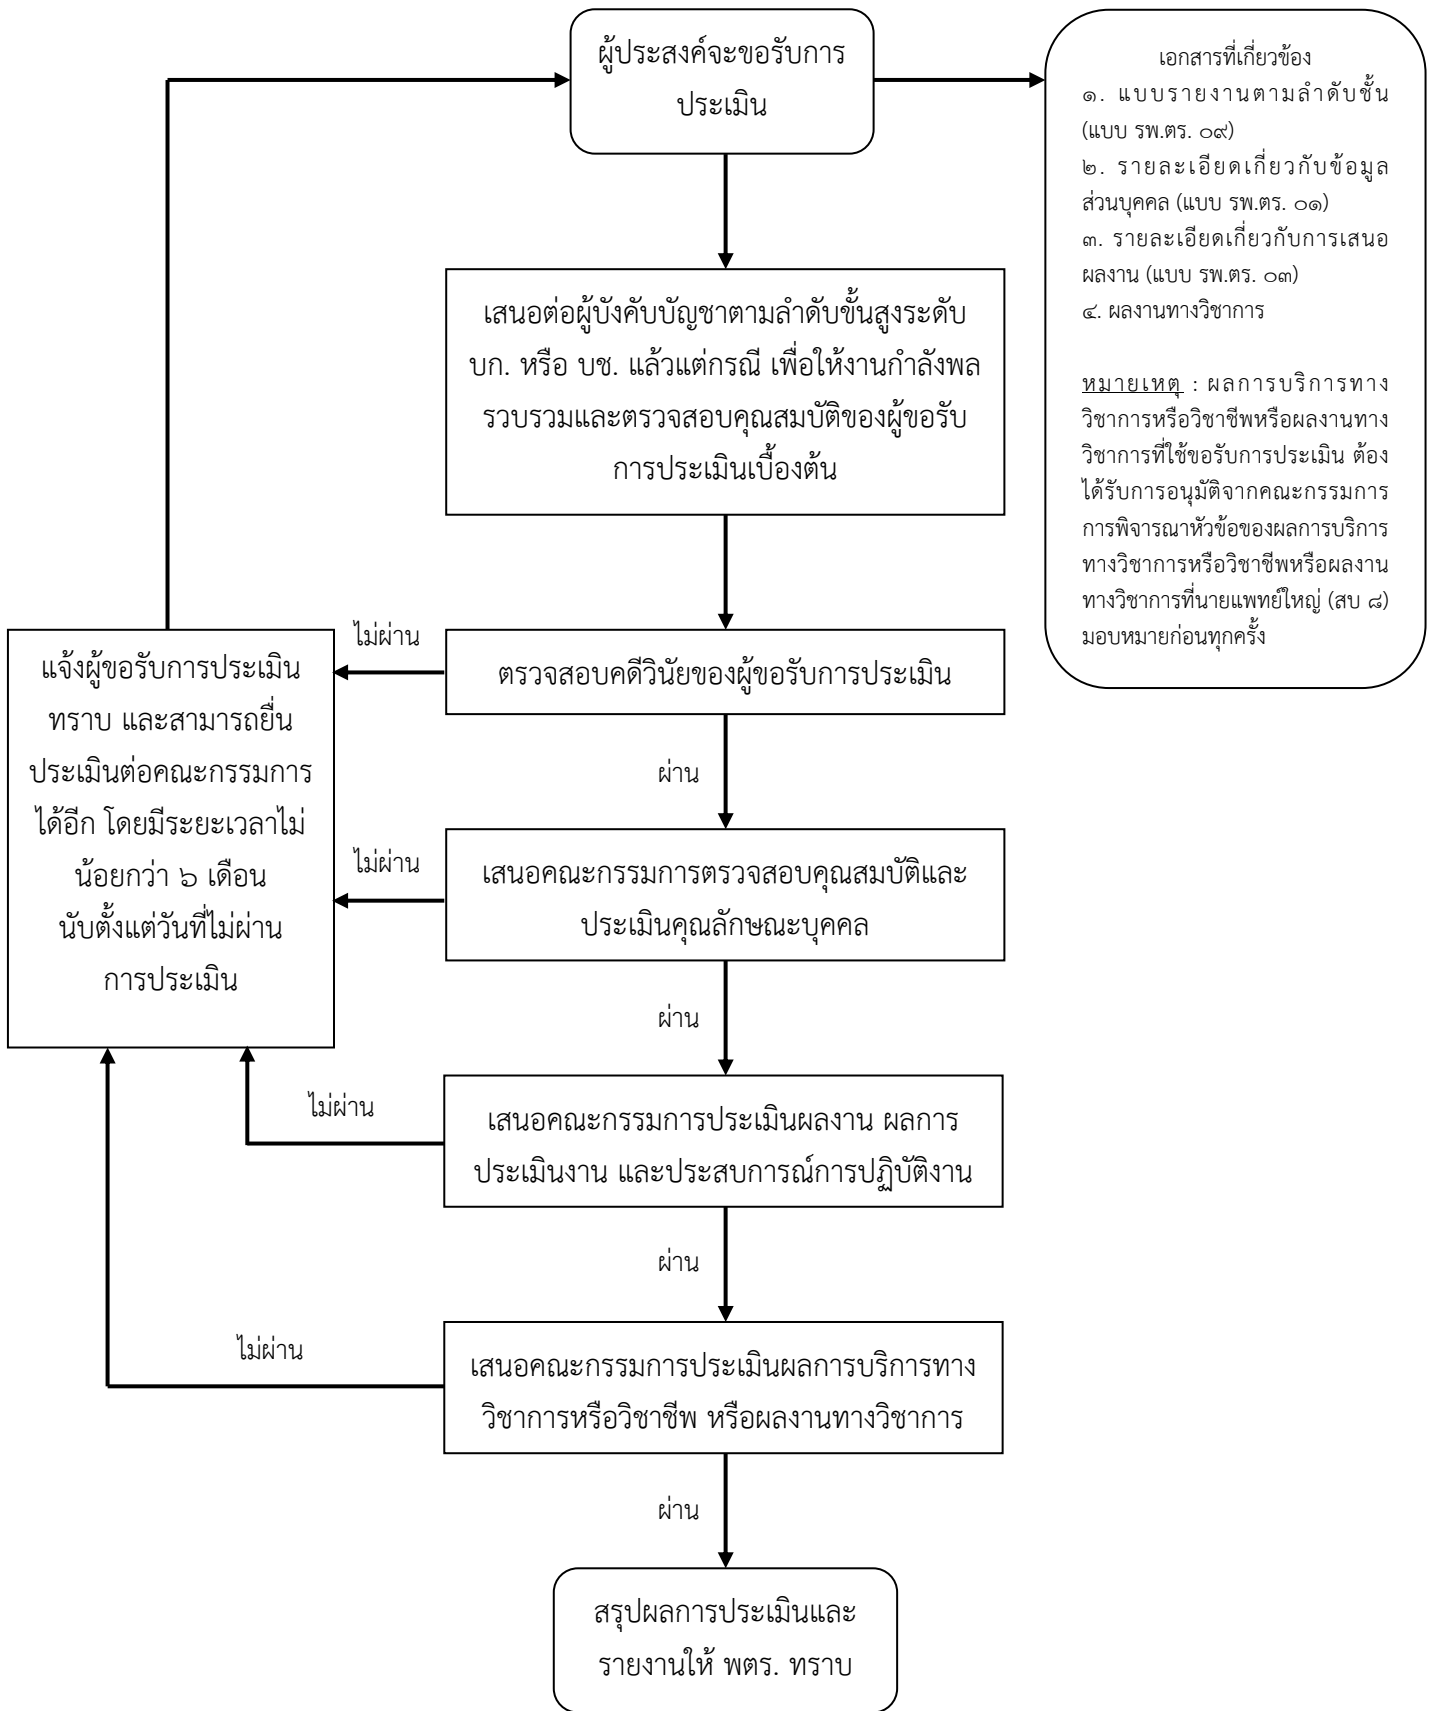 ผู้ประสงค์จะขอรับการ
ประเมิน
เอกสารที่เกี่ยวข้อง
๑. แบบรายงานตามลำดับชั้น
(แบบ รพ.ตร. ๐๙)
๒. รายละเอียดเกี่ยวกับข้อมูล
ส่วนบุคคล (แบบ รพ.ตร. ๐๑)
๓. รายละเอียดเกี่ยวกับการเสนอ
ผลงาน (แบบ รพ.ตร. ๐๓)
๔. ผลงานทางวิชาการ
หมายเหตุ : ผลการบริการทาง
วิชาการหรือวิชาชีพหรือผลงานทาง
วิชาการที่ใช้ขอรับการประเมิน ต้อง
ได้รับการอนุมัติจากคณะกรรมการ
การพิจารณาหัวข้อของผลการบริการ
ทางวิชาการหรือวิชาชีพหรือผลงาน
ทางวิชาการที่นายแพทย์ใหญ่ (สบ ๘)
มอบหมายก่อนทุกครั้ง
เสนอต่อผู้บังคับบัญชาตามลำดับขั้นสูงระดับ
บก. หรือ บช. แล้วแต่กรณี เพื่อให้งานกำลังพล
รวบรวมและตรวจสอบคุณสมบัติของผู้ขอรับ
การประเมินเบื้องต้น
ไม่ผ่าน
ตรวจสอบคดีวินัยของผู้ขอรับการประเมิน
แจ้งผู้ขอรับการประเมิน
ทราบ และสามารถยื่น
ประเมินต่อคณะกรรมการ
ได้อีก โดยมีระยะเวลาไม่
น้อยกว่า ๖ เดือน
นับตั้งแต่วันที่ไม่ผ่าน
การประเมิน
ผ่าน
ไม่ผ่าน
เสนอคณะกรรมการตรวจสอบคุณสมบัติและ
ประเมินคุณลักษณะบุคคล
ผ่าน
ไม่ผ่าน
เสนอคณะกรรมการประเมินผลงาน ผลการ
ประเมินงาน และประสบการณ์การปฏิบัติงาน
ผ่าน
ไม่ผ่าน
เสนอคณะกรรมการประเมินผลการบริการทาง
วิชาการหรือวิชาชีพ หรือผลงานทางวิชาการ
ผ่าน
สรุปผลการประเมินและ
รายงานให้ พตร. ทราบ